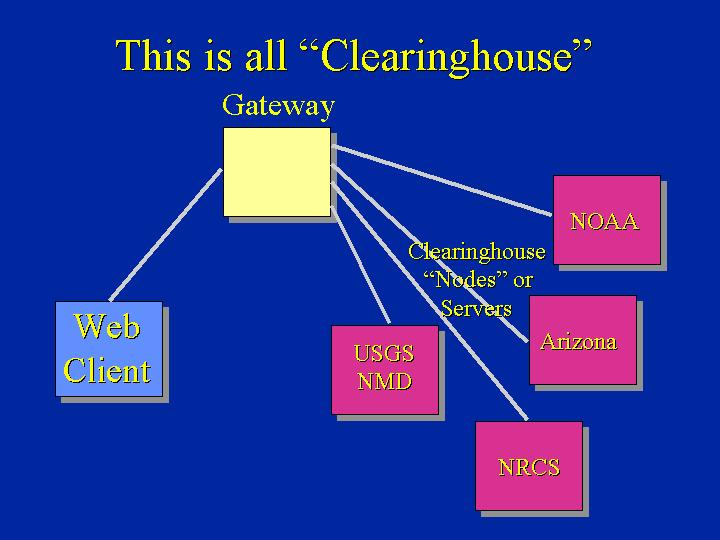 This is all “Clearinghouse”
Gateway
NOAA
Clearinghouse
“Nodes” or
Servers
Web
Client
USGS
NMD
Arizona
NRCS